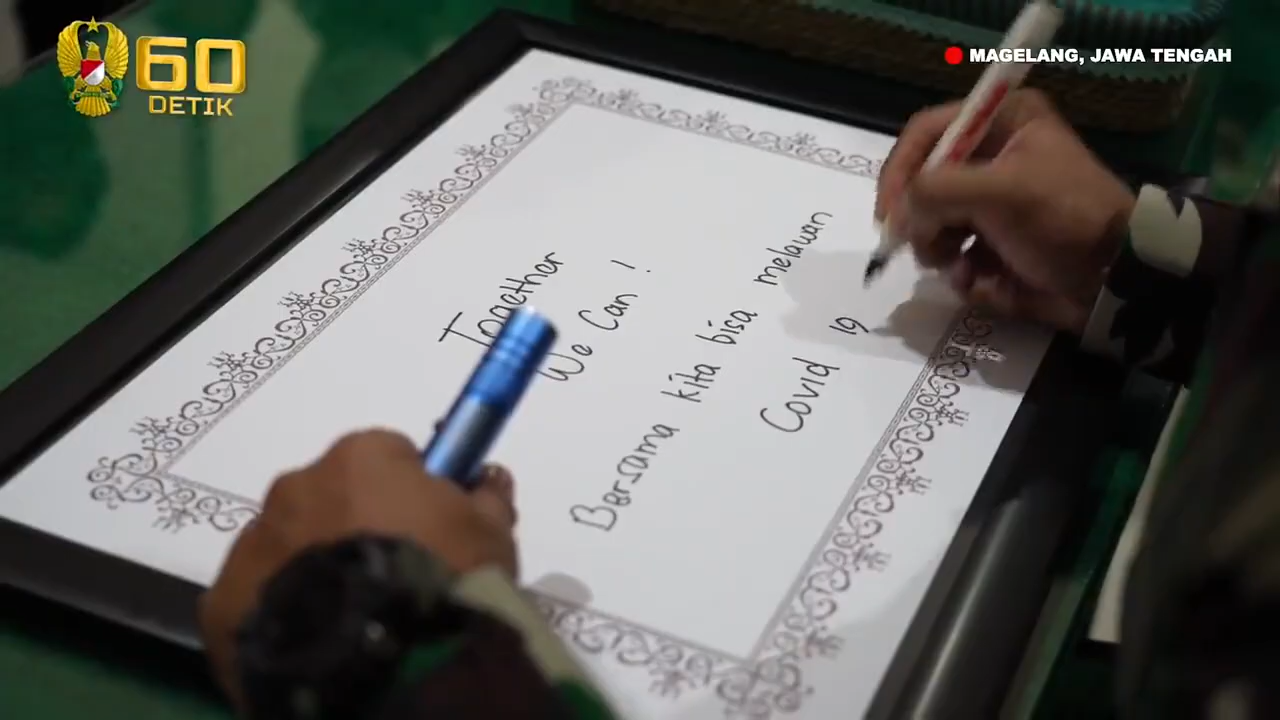 60
DETIK
MAGELANG, JAWA TENGAH
Together
We Can !
Bersama kita bisa melawan
Covid 19